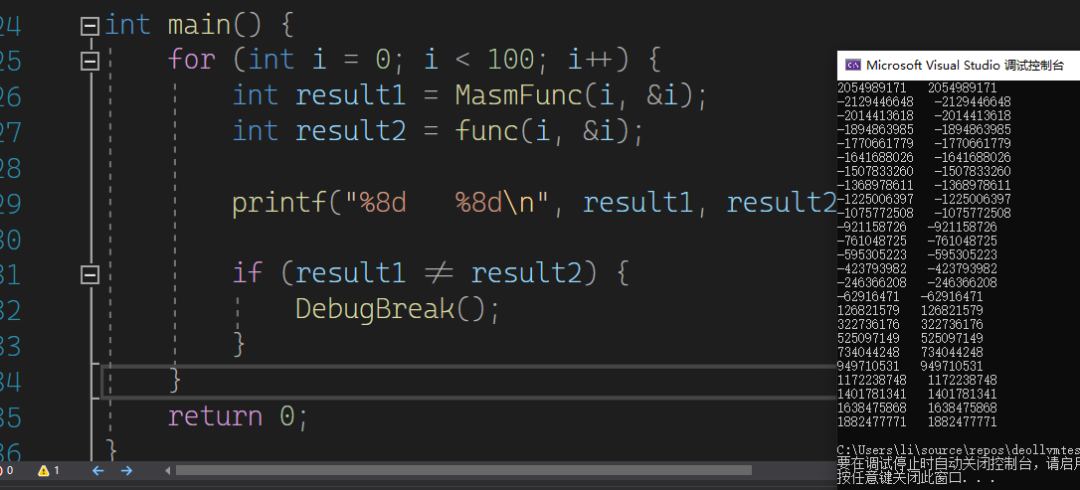 24 int main() {
25 for (int i = 0; i < 100; i++) {
26 int result1 = MasmFunc(i, &i);
27 int result2 = func(i, &i);
28
29 printf("%8d   %8d\n", result1, result2
30
31 if (result1 ≠ result2) {
32 DebugBreak();
33 }
34 }
35 return 0;
36 }
0 1
Microsoft Visual Studio 调试控制台
2054989171   2054989171
-2129446648   -2129446648
-2014413618   -2014413618
-1894863985   -1894863985
-1770661779   -1770661779
-1641688026   -1641688026
-1507833260   -1507833260
-1368978611   -1368978611
-1225006397   -1225006397
-1075772508   -1075772508
-921158726   -921158726
-761048725   -761048725
-595305223   -595305223
-423793982   -423793982
-246366208   -246366208
-62916471   -62916471
126821579   126821579
322736176   322736176
525097149   525097149
734044248   734044248
949710531   949710531
1172238748   1172238748
1401781341   1401781341
1638475868   1638475868
1882477771   1882477771
C:\Users\li\source\repos\deollvmtes
要在调试停止时自动关闭控制台，请启用
按任意键关闭此窗口. . .